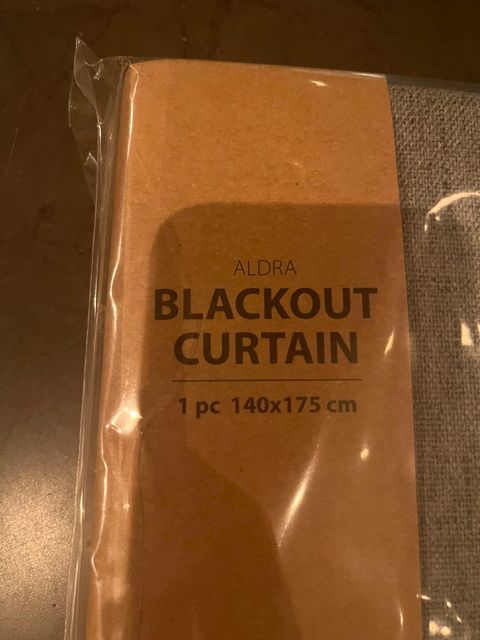 ALDRA
BLACKOUT
CURTAIN
1 pc 140x175 cm